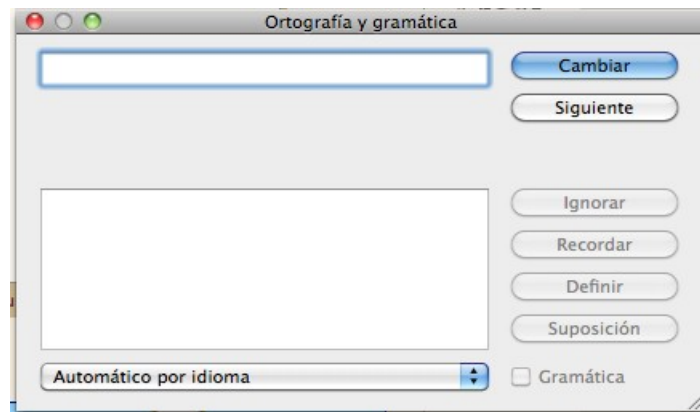 Ortografía y gramática
Cambiar
Siguiente
Ignorar
Recordar
Definir
Suposición
Automático por idioma
Gramática